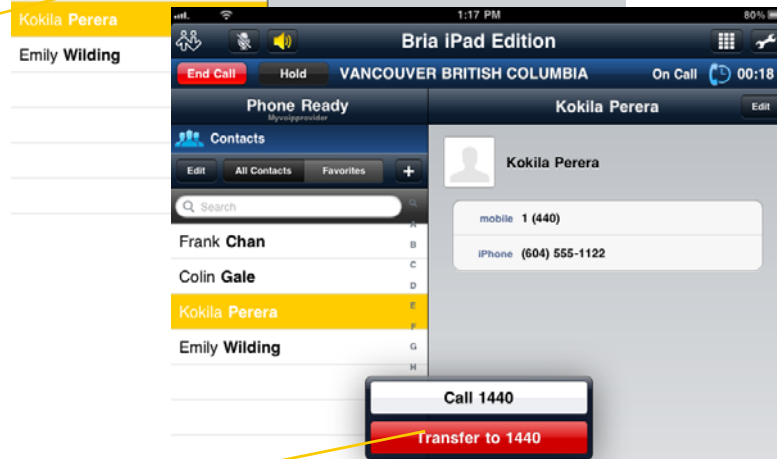 Kokila Perera
Emily Wilding
1:17 PM
80%
Bria iPad Edition
End Call
Hold
VANCOUVER BRITISH COLUMBIA
On Call
00:18
Phone Ready
Myvoipprovider
Kokila Perera
Edit
Contacts
Edit
All Contacts
Favorites
+
Search
Kokila Perera
mobile 1 (440)
iPhone (604) 555-1122
Frank Chan
Colin Gale
Kokila Perera
Emily Wilding
A
B
C
D
E
F
G
H
Call 1440
Transfer to 1440